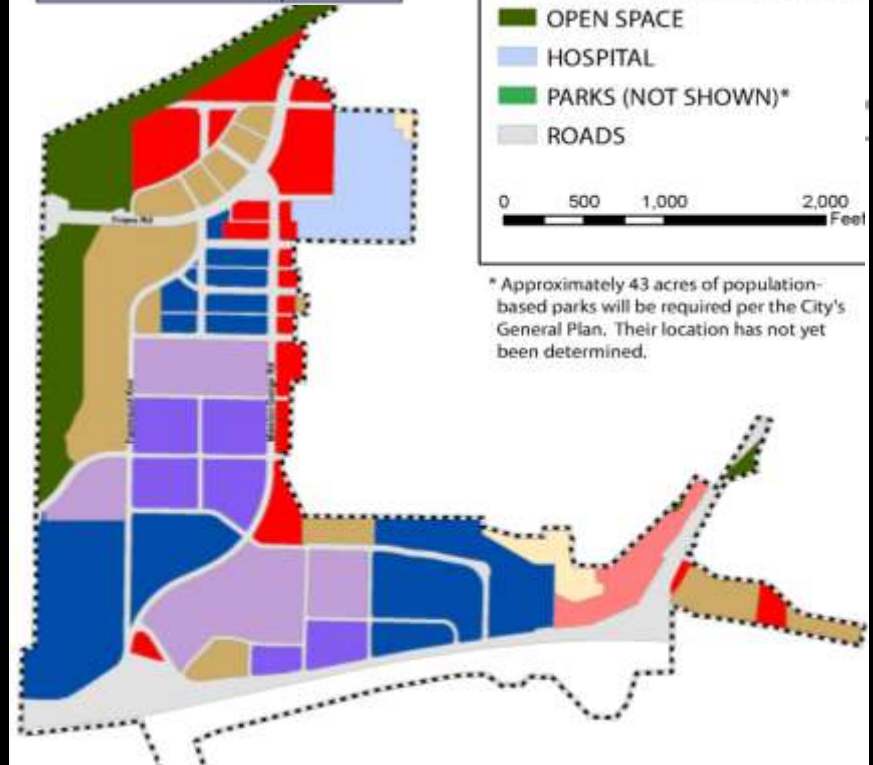 OPEN SPACE
HOSPITAL
PARKS (NOT SHOWN)*
ROADS
0 500 1,000 2,000
Feet
* Approximately 43 acres of population-
based parks will be required per the City's
General Plan. Their location has not yet
been determined.